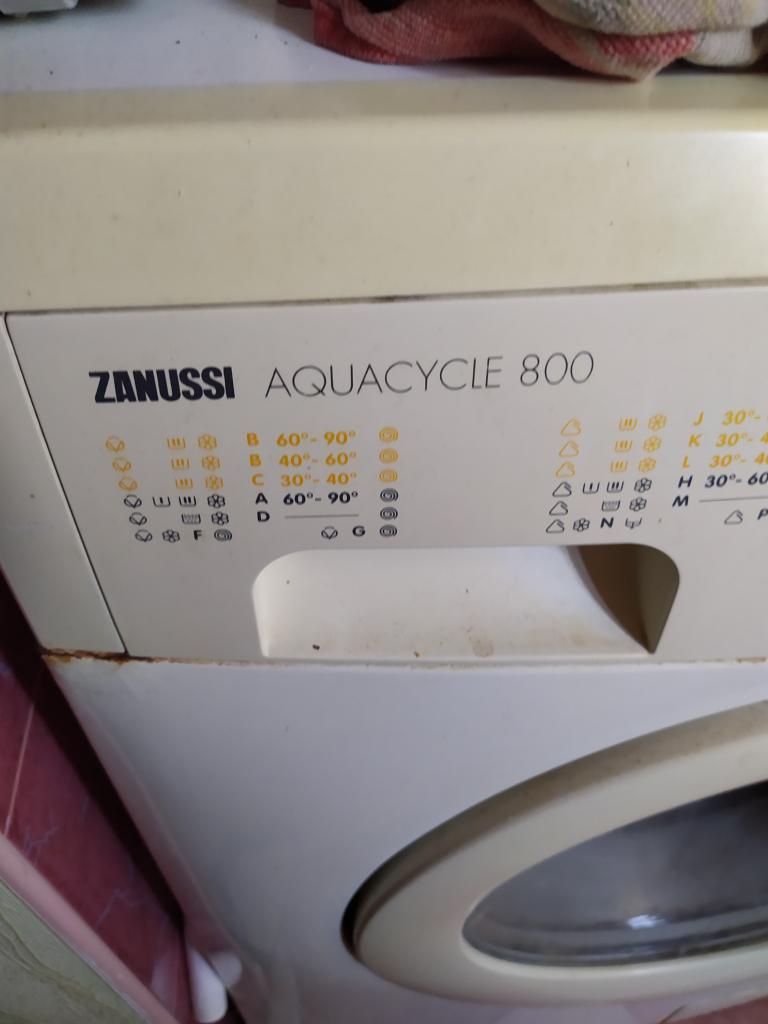 ZANUSSI AQUACYCLE 800
B 60°- 90°
B 40°- 60°
C 30°- 40°
A 60°- 90°
D
F G
J 30°-
K 30°-
L 30°-
H 30°- 60
M
N